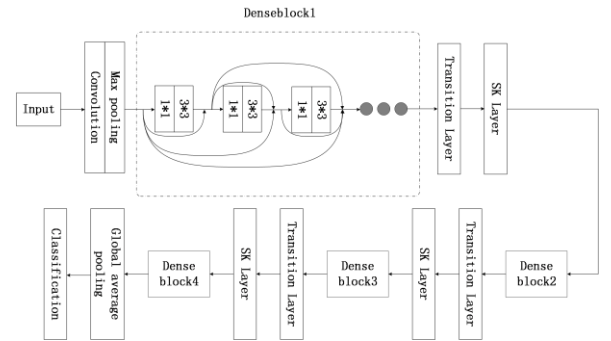 Denseblock1
Input
Convolution
Max pooling
1*1
3*3
1*1
3*3
1*1
3*3
Transition Layer
SK Layer
Classification
Global average
pooling
Dense
block4
SK Layer
Transition Layer
Dense
block3
SK Layer
Transition Layer
Dense
block2